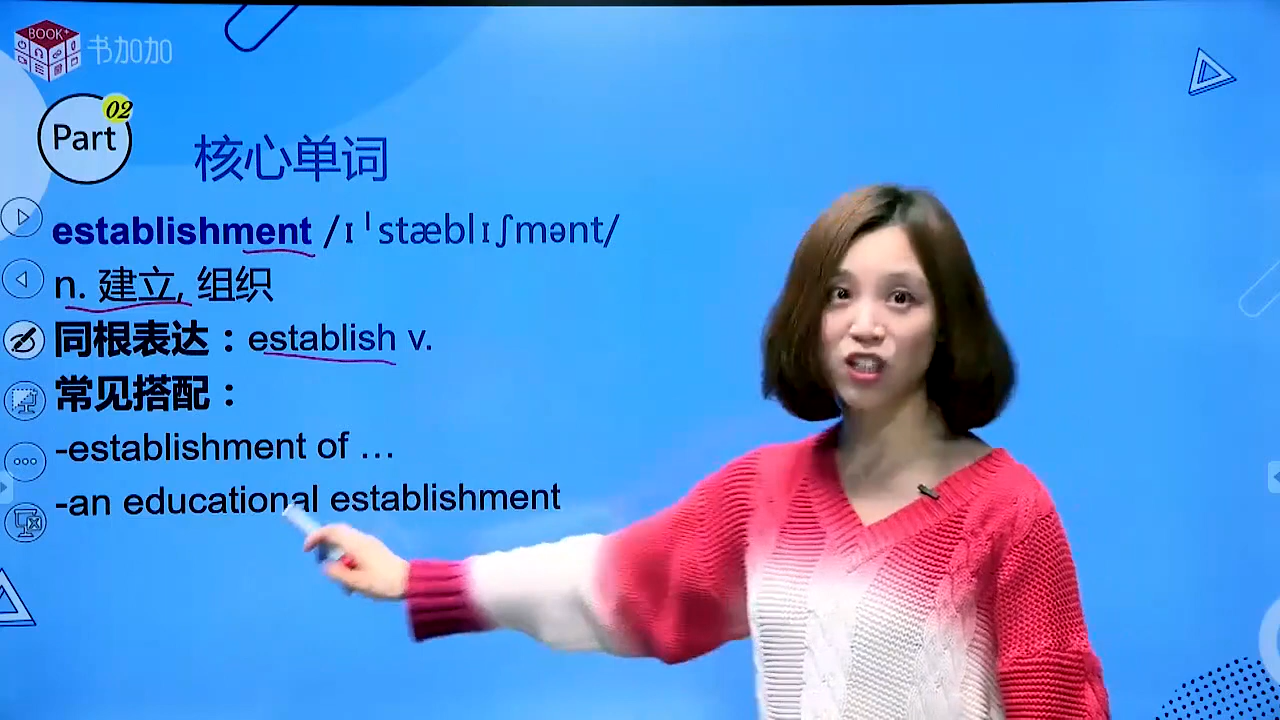 BOOK+
书加加
02
Part
核心单词
establishment /ɪˈstæblɪʃmənt/
n. 建立, 组织
同根表达：establish v.
常见搭配：
-establishment of …
-an educational establishment